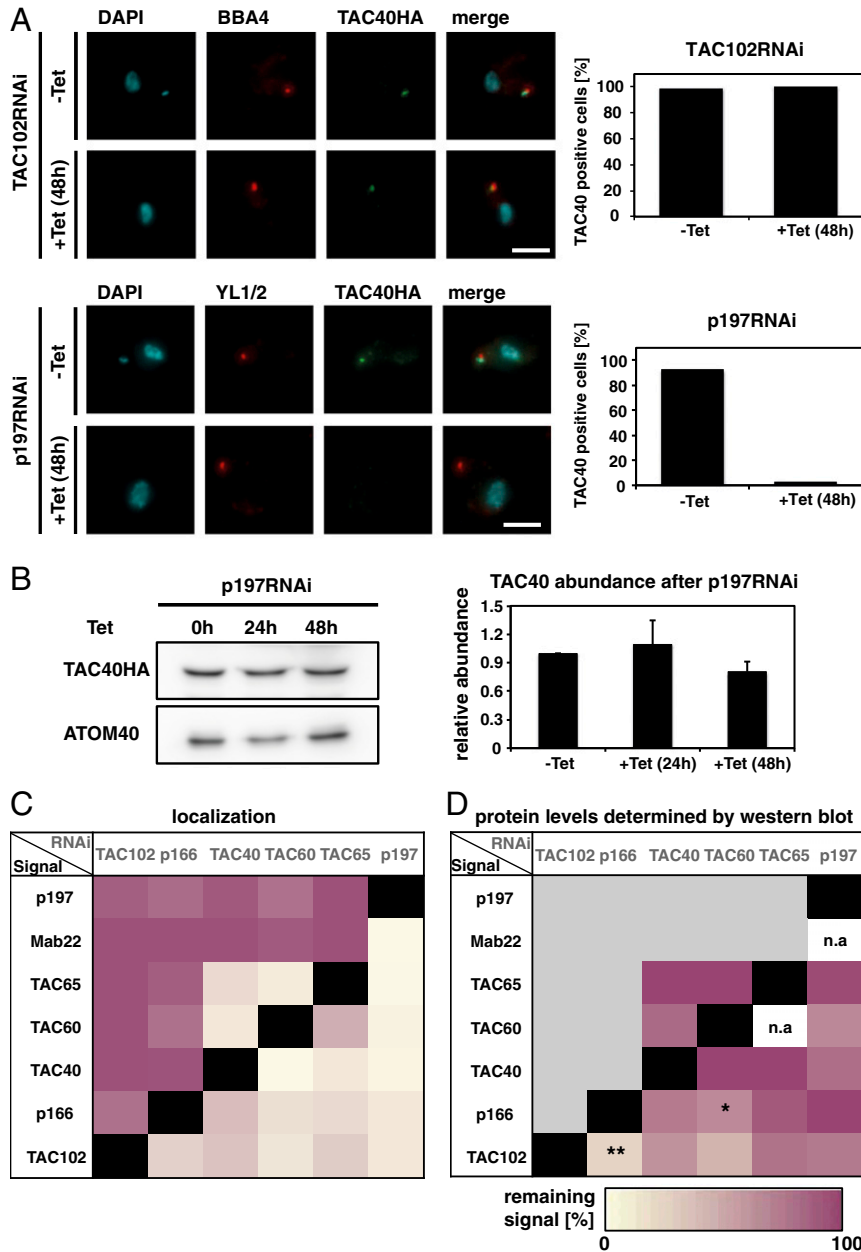 A
DAPI BBA4 TAC40HA merge
TAC102RNAi
-Tet
+Tet (48h)
TAC102RNAi
TAC40 positive cells [%]
100
80
60
40
20
0
-Tet +Tet (48h)
DAPI YL1/2 TAC40HA merge
p197RNAi
-Tet
+Tet (48h)
p197RNAi
TAC40 positive cells [%]
100
80
60
40
20
0
-Tet +Tet (48h)
B
p197RNAi
Tet 0h 24h 48h
TAC40HA
ATOM40
TAC40 abundance after p197RNAi
relative abundance
1.5
1.2
0.9
0.6
0.3
0
-Tet +Tet (24h) +Tet (48h)
C
localization
RNAi
Signal
TAC102 p166 TAC40 TAC60 TAC65 p197
p197
Mab22
TAC65
TAC60
TAC40
p166
TAC102
D
protein levels determined by western blot
RNAi
Signal
TAC102 p166 TAC40 TAC60 TAC65 p197
p197
Mab22 n.a
TAC65
TAC60 n.a
TAC40
p166 *
TAC102 **
remaining
signal [%]
0 100